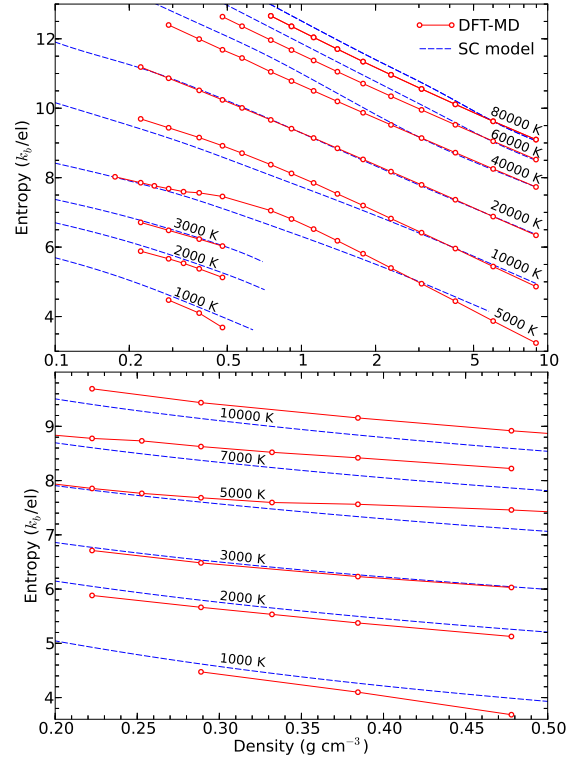 12
10
8
6
4
Entropy (k_b/el)
DFT-MD
SC model
80000 K
60000 K
40000 K
20000 K
10000 K
5000 K
3000 K
2000 K
1000 K
0.1 0.2 0.5 1 2 6 9
9
8
7
6
5
4
Entropy (k_b/el)
10000 K
7000 K
5000 K
3000 K
2000 K
1000 K
0.20 0.25 0.30 0.35 0.40 0.45 0.50
Density (g cm⁻³)